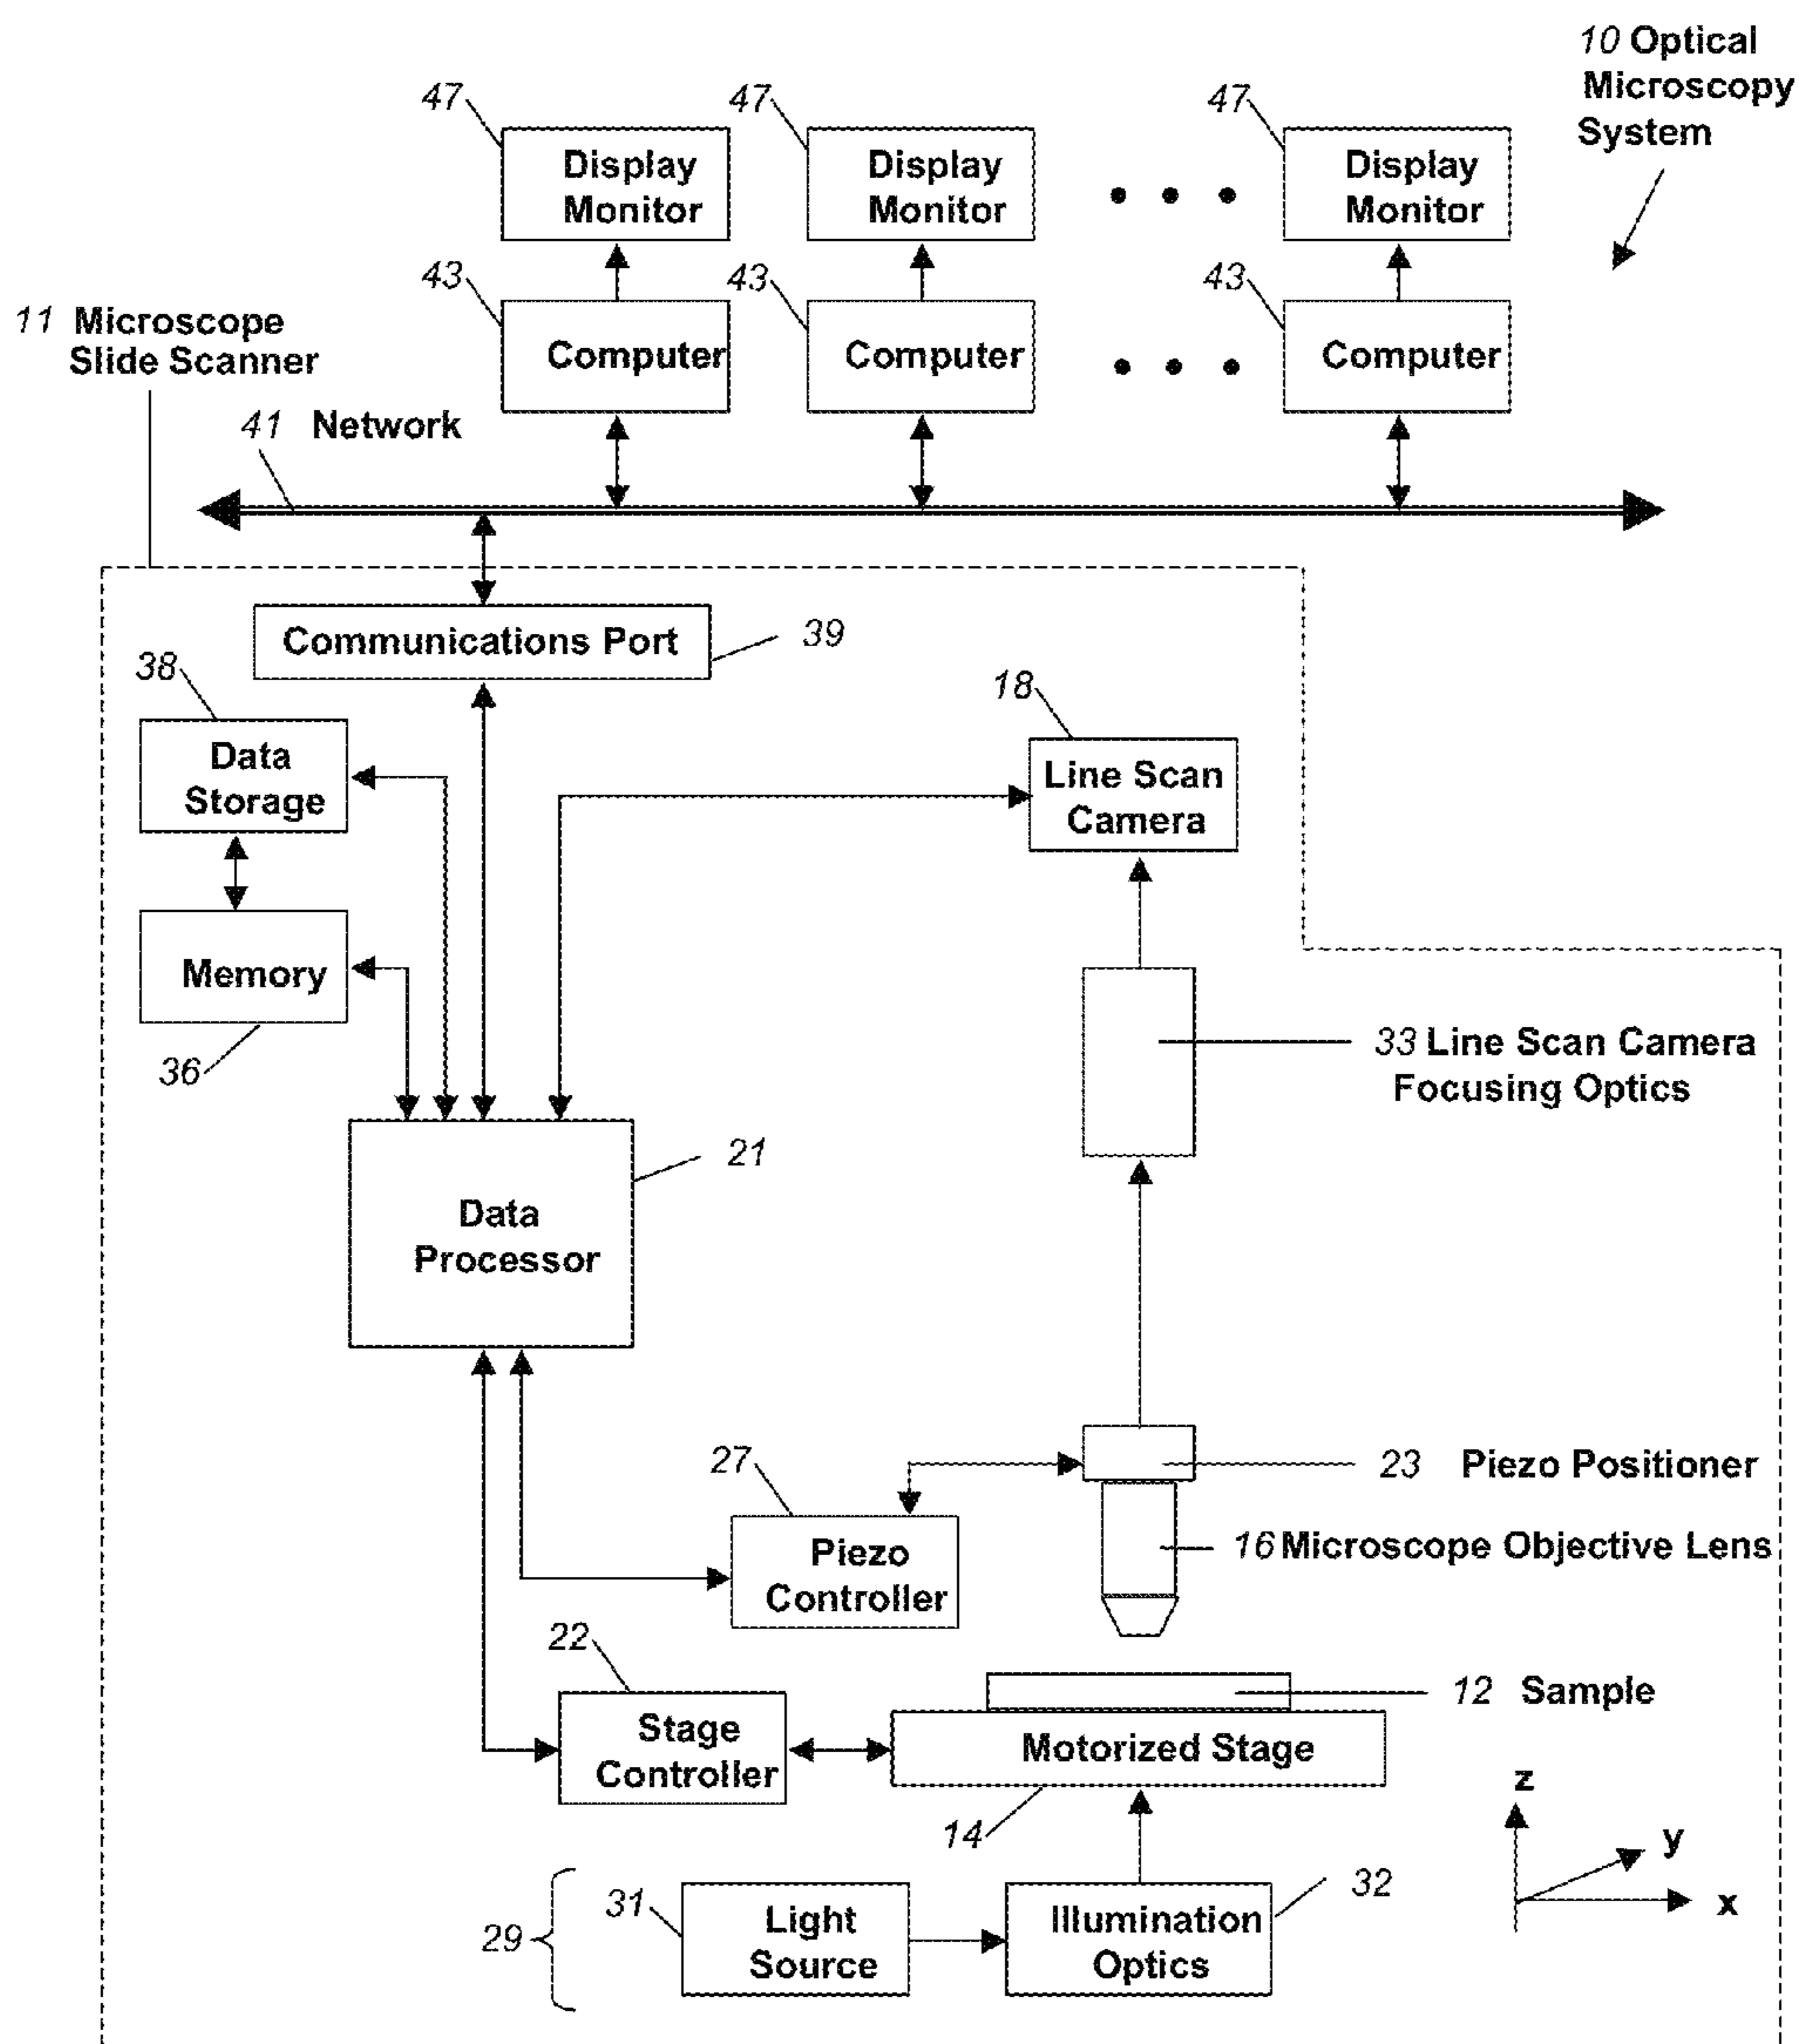 10 Optical
Microscopy
System
47
47
47
Display
Monitor
Display
Monitor
Display
Monitor
43
43
43
11 Microscope
Slide Scanner
Computer
Computer
Computer
41 Network
Communications Port
39
38
18
Data
Storage
Line Scan
Camera
Memory
36
33 Line Scan Camera
Focusing Optics
21
Data
Processor
27
23 Piezo Positioner
Piezo
Controller
16 Microscope Objective Lens
22
12 Sample
Stage
Controller
Motorized Stage
14
z
y
x
29
31
Light
Source
Illumination
Optics
32